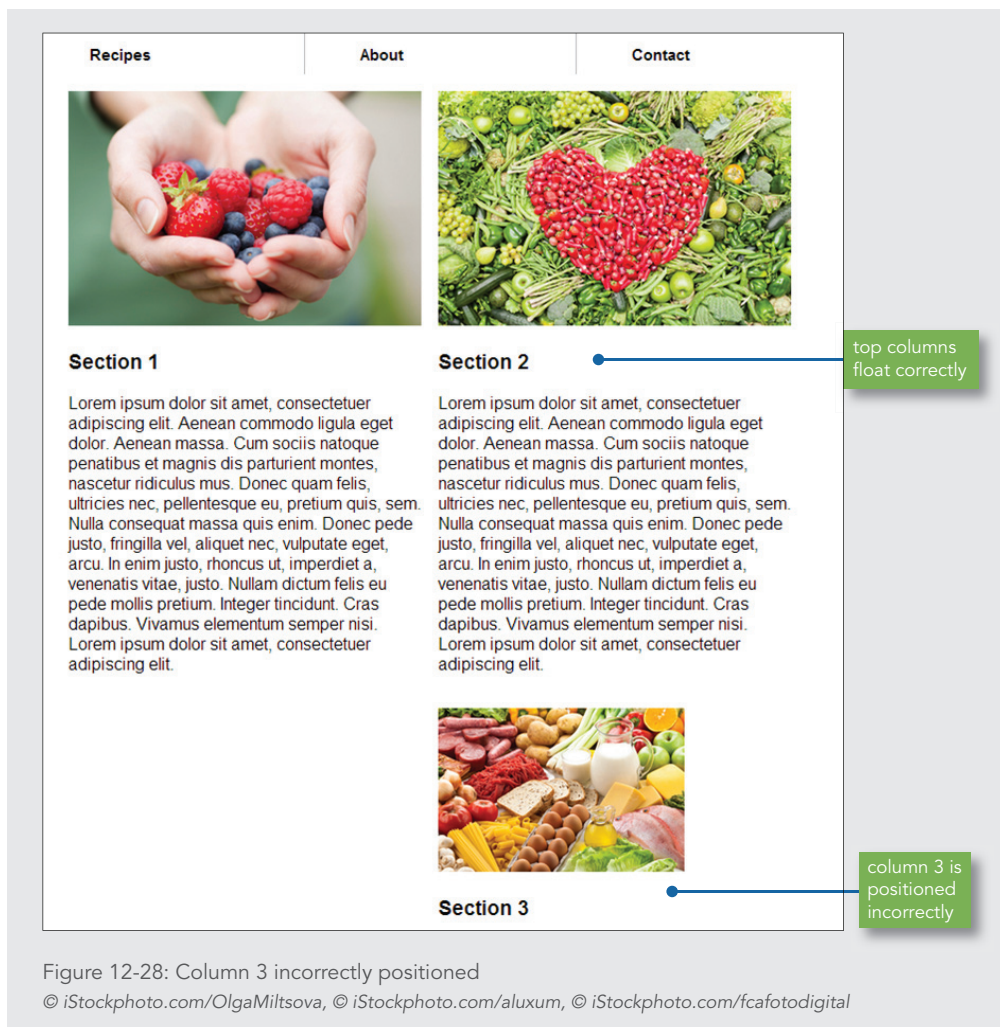 Recipes About Contact
Section 1
Lorem ipsum dolor sit amet, consectetuer
adipiscing elit. Aenean commodo ligula eget
dolor. Aenean massa. Cum sociis natoque
penatibus et magnis dis parturient montes,
nascetur ridiculus mus. Donec quam felis,
ultricies nec, pellentesque eu, pretium quis, sem.
Nulla consequat massa quis enim. Donec pede
justo, fringilla vel, aliquet nec, vulputate eget,
arcu. In enim justo, rhoncus ut, imperdiet a,
venenatis vitae, justo. Nullam dictum felis eu
pede mollis pretium. Integer tincidunt. Cras
dapibus. Vivamus elementum semper nisi.
Lorem ipsum dolor sit amet, consectetuer
adipiscing elit.
Section 2
Lorem ipsum dolor sit amet, consectetuer
adipiscing elit. Aenean commodo ligula eget
dolor. Aenean massa. Cum sociis natoque
penatibus et magnis dis parturient montes,
nascetur ridiculus mus. Donec quam felis,
ultricies nec, pellentesque eu, pretium quis, sem.
Nulla consequat massa quis enim. Donec pede
justo, fringilla vel, aliquet nec, vulputate eget,
arcu. In enim justo, rhoncus ut, imperdiet a,
venenatis vitae, justo. Nullam dictum felis eu
pede mollis pretium. Integer tincidunt. Cras
dapibus. Vivamus elementum semper nisi.
Lorem ipsum dolor sit amet, consectetuer
adipiscing elit.
top columns
float correctly
Section 3
column 3 is
positioned
incorrectly
Figure 12-28: Column 3 incorrectly positioned
© iStockphoto.com/OlgaMiltsova, © iStockphoto.com/aluxum, © iStockphoto.com/fcafotodigital